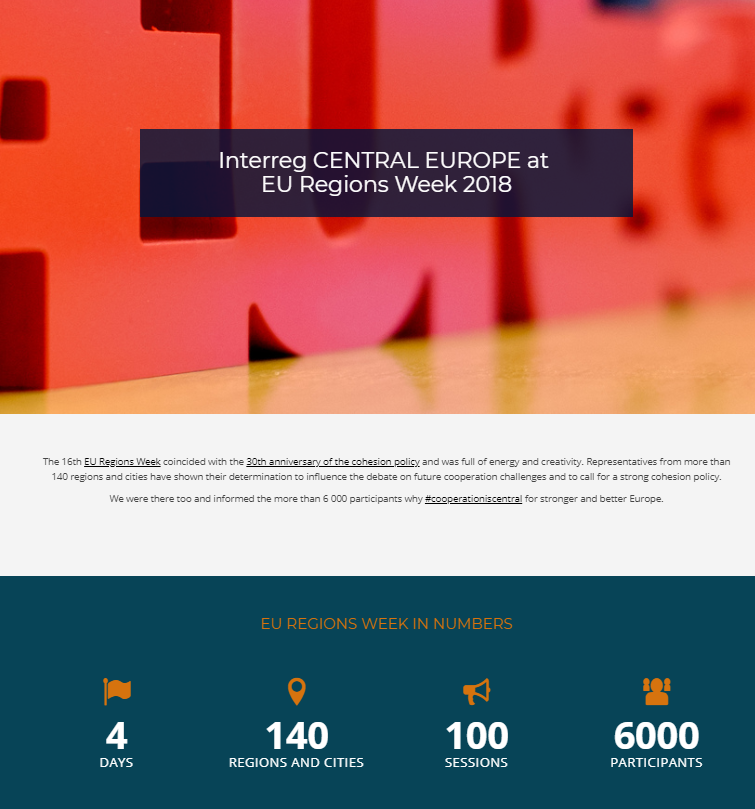 Interreg CENTRAL EUROPE at
EU Regions Week 2018
The 16th EU Regions Week coincided with the 30th anniversary of the cohesion policy and was full of energy and creativity. Representatives from more than
140 regions and cities have shown their determination to influence the debate on future cooperation challenges and to call for a strong cohesion policy.
We were there too and informed the more than 6 000 participants why #cooperationiscentral for stronger and better Europe.
EU REGIONS WEEK IN NUMBERS
4
DAYS
140
REGIONS AND CITIES
100
SESSIONS
6000
PARTICIPANTS